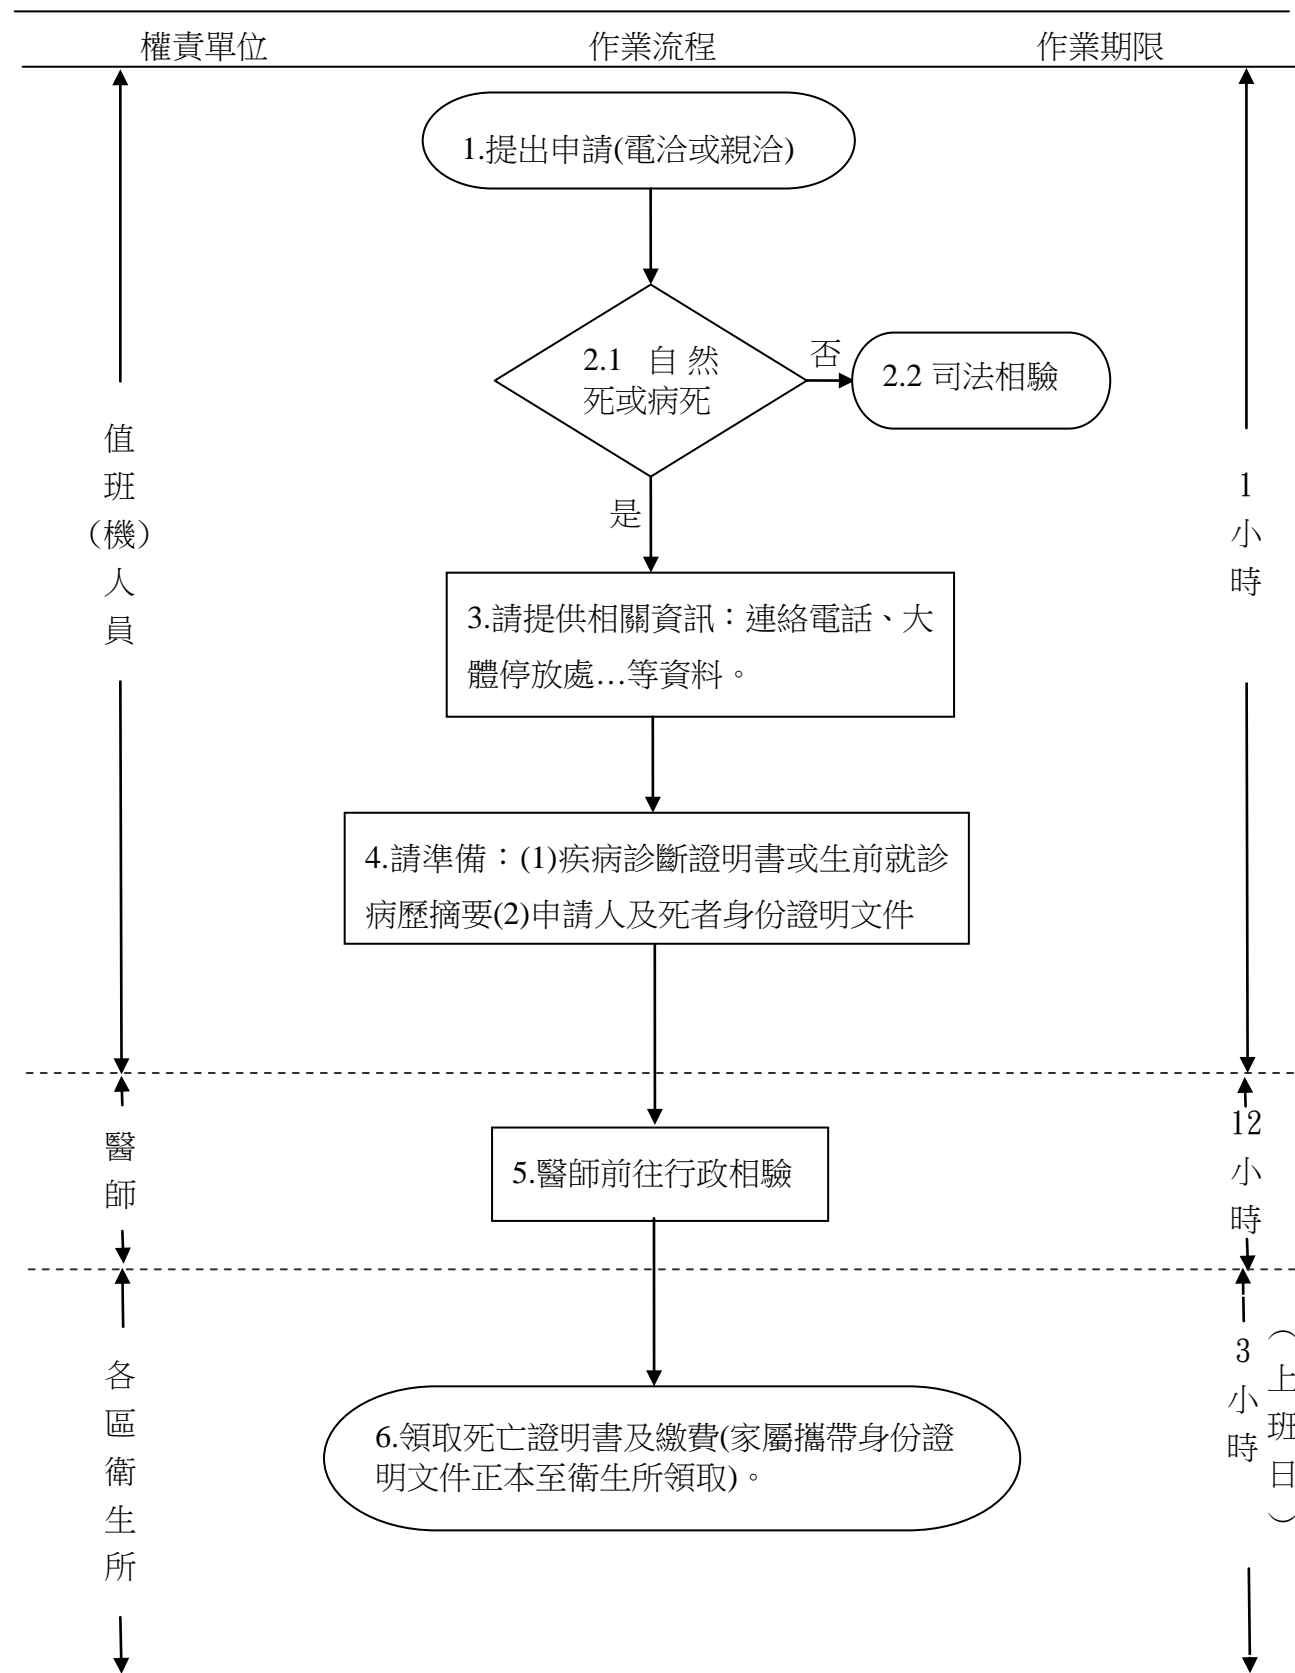 權責單位 作業流程 作業期限
1.提出申請(電洽或親洽)
2.1 自然
死或病死
否
2.2 司法相驗
是
值
班
(機)
人
員
1
小
時
3.請提供相關資訊：連絡電話、大
體停放處…等資料。
4.請準備：(1)疾病診斷證明書或生前就診
病歷摘要(2)申請人及死者身份證明文件
醫
師
5.醫師前往行政相驗
12
小
時
各
區
衛
生
所
6.領取死亡證明書及繳費(家屬攜帶身份證
明文件正本至衛生所領取)。
3
小
時
（
上
班
日
）